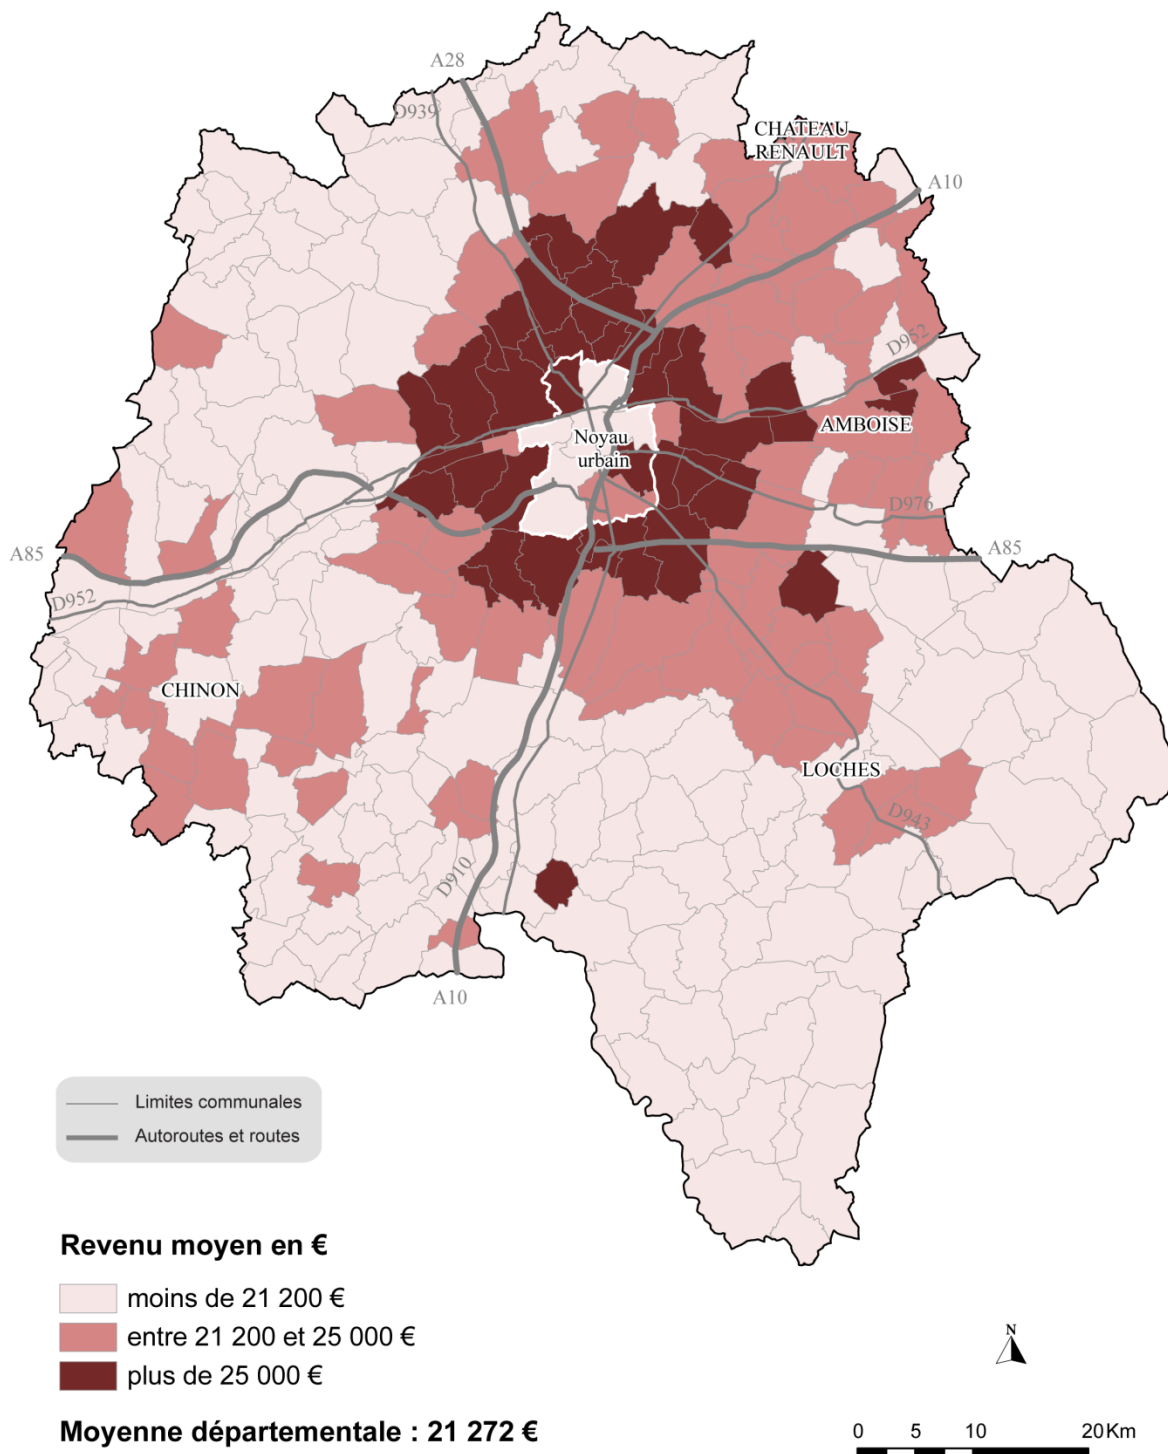 A28
D939
CHATEAU
RENAULT
A10
D952
AMBOISE
Noyau
urbain
D976
A85
A85
D952
CHINON
LOCHES
D943
D910
A10
Limites communales
Autoroutes et routes
Revenu moyen en €
moins de 21 200 €
entre 21 200 et 25 000 €
plus de 25 000 €
N
Moyenne départementale : 21 272 €
0 5 10 20Km